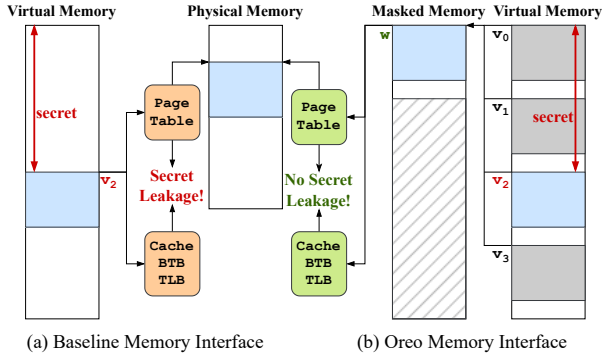 Virtual Memory
Physical Memory
Masked Memory
Virtual Memory
secret
v2
Page
Table
Secret
Leakage!
Cache
BTB
TLB
Page
Table
No Secret
Leakage!
Cache
BTB
TLB
w
v0
v1
secret
v2
v3
(a) Baseline Memory Interface
(b) Oreo Memory Interface